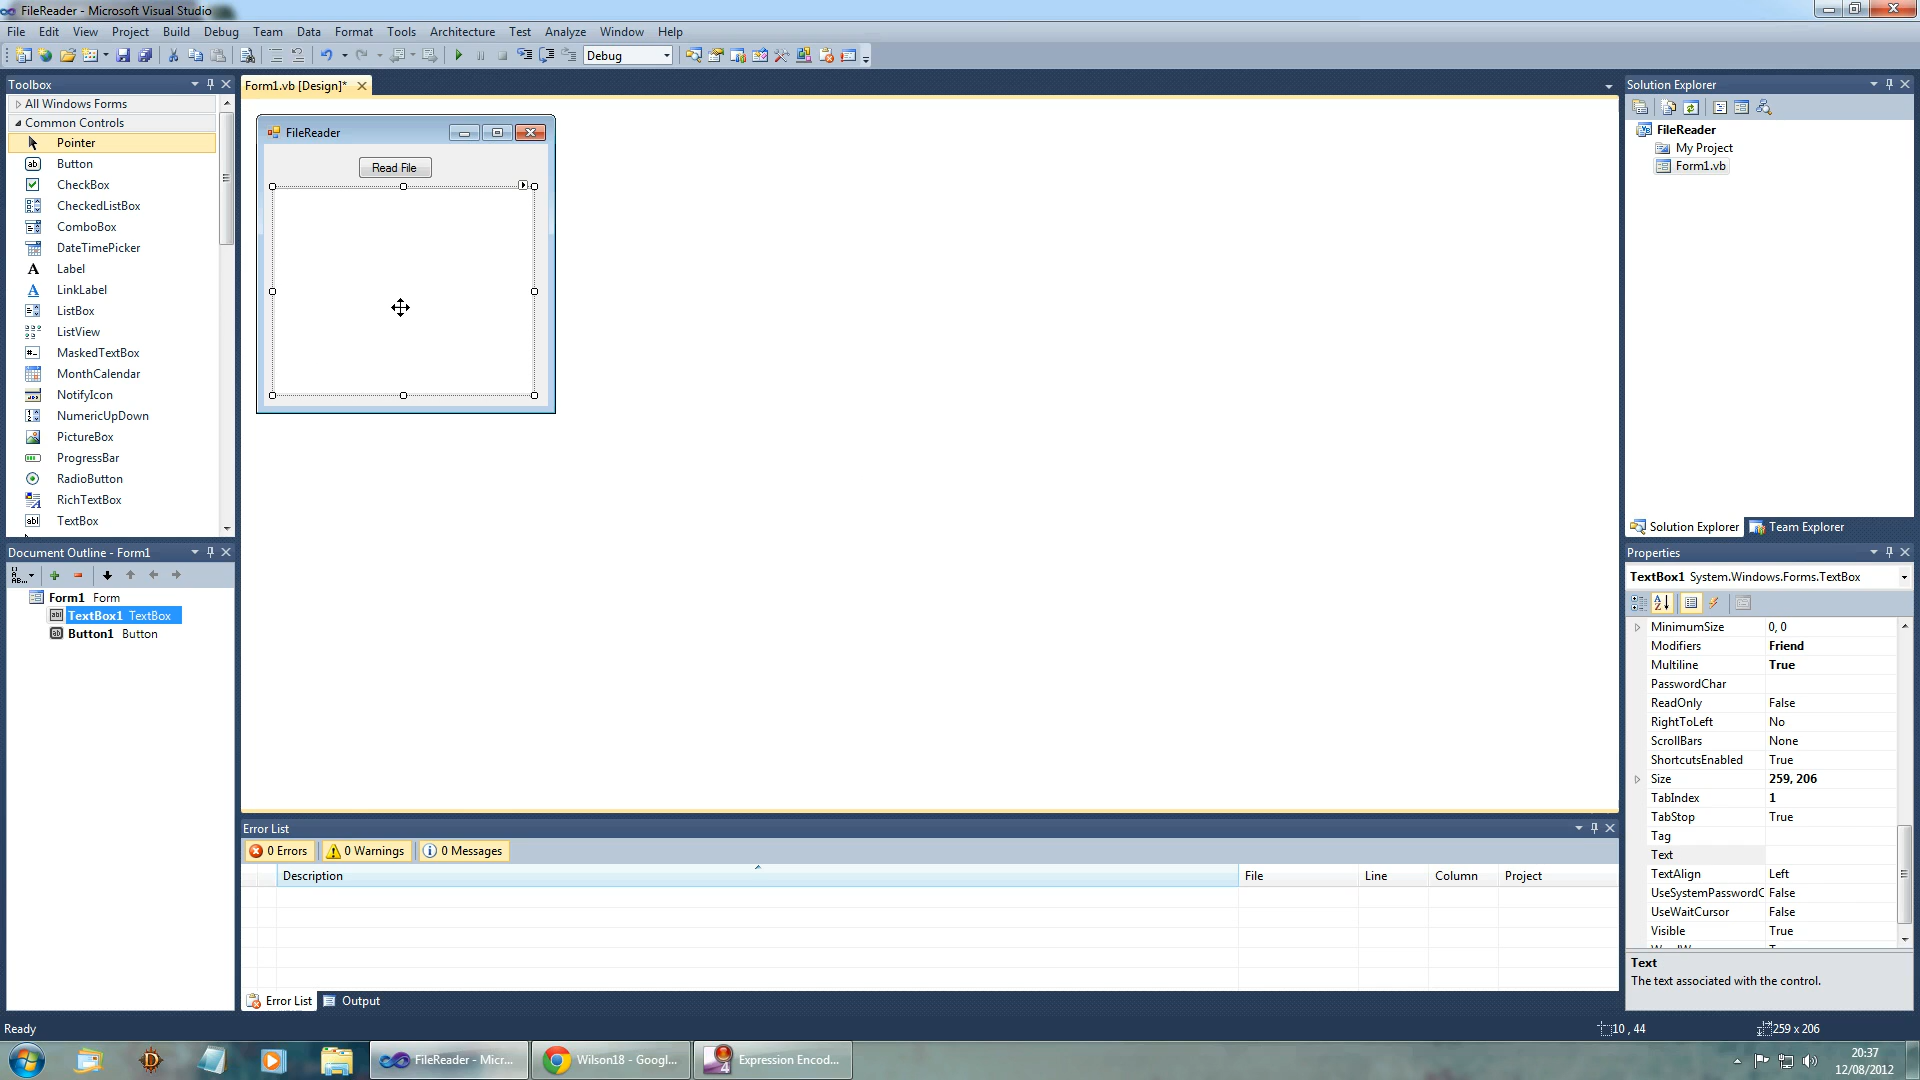 FileReader - Microsoft Visual Studio
File Edit View Project Build Debug Team Data Format Tools Architecture Test Analyze Window Help
Debug
Toolbox
All Windows Forms
Common Controls
Pointer
Button
CheckBox
CheckedListBox
ComboBox
DateTimePicker
Label
LinkLabel
ListBox
ListView
MaskedTextBox
MonthCalendar
NotifyIcon
NumericUpDown
PictureBox
ProgressBar
RadioButton
RichTextBox
TextBox
Document Outline - Form1
Form1 Form
TextBox1 TextBox
Button1 Button
Form1.vb [Design]*
FileReader
Read File
Error List
0 Errors
0 Warnings
0 Messages
Description File Line Column Project
Error List Output
Solution Explorer
FileReader
My Project
Form1.vb
Solution Explorer Team Explorer
Properties
TextBox1 System.Windows.Forms.TextBox
MinimumSize 0, 0
Modifiers Friend
Multiline True
PasswordChar
ReadOnly False
RightToLeft No
ScrollBars None
ShortcutsEnabled True
Size 259, 206
TabIndex 1
TabStop True
Tag
Text
TextAlign Left
UseSystemPasswordC False
UseWaitCursor False
Visible True
Text
The text associated with the control.
Ready
10 , 44
259 x 206
FileReader - Micr...
Wilson18 - Googl...
Expression Encod...
20:37
12/08/2012